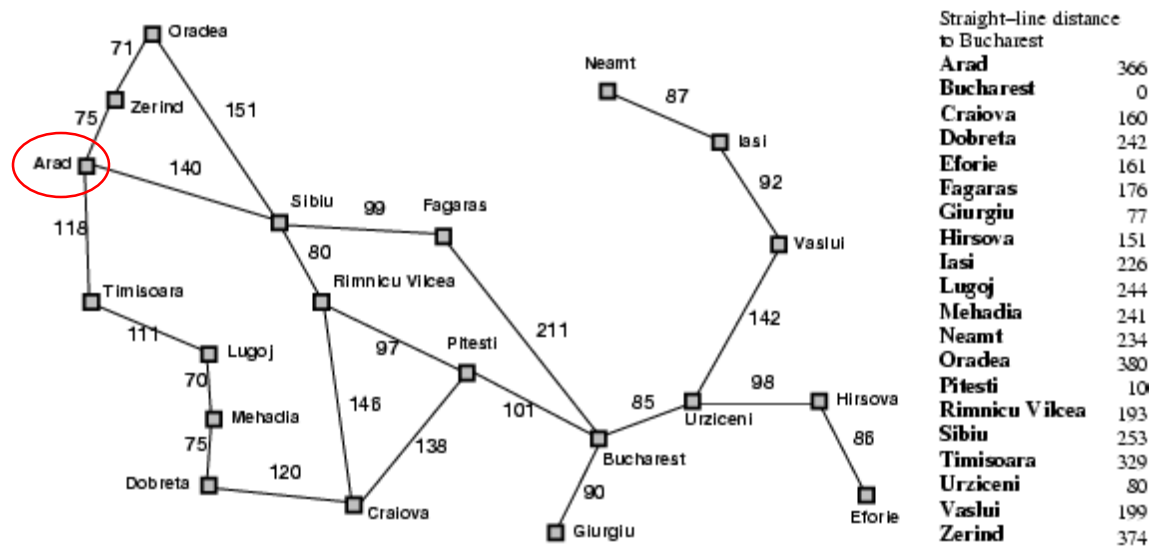 Oradea
71
Neamt
87
Zerind
151
75
Iasi
Arad
140
92
Sibiu
99
Fagaras
118
Vaslui
80
Rimnicu Vilcea
Timisoara
142
111
211
Lugoj
97
Pitesti
70
98
Hirsova
146
101
85
Urziceni
Mehadia
138
86
75
Bucharest
120
90
Dobreta
Eforie
Craiova
Giurgiu
Straight-line distance
to Bucharest
Arad 366
Bucharest 0
Craiova 160
Dobreta 242
Eforie 161
Fagaras 176
Giurgiu 77
Hirsova 151
Iasi 226
Lugoj 244
Mehadia 241
Neamt 234
Oradea 380
Pitesti
Rimnicu Vilcea 193
Sibiu 253
Timisoara 329
Urziceni 80
Vaslui 199
Zerind 374